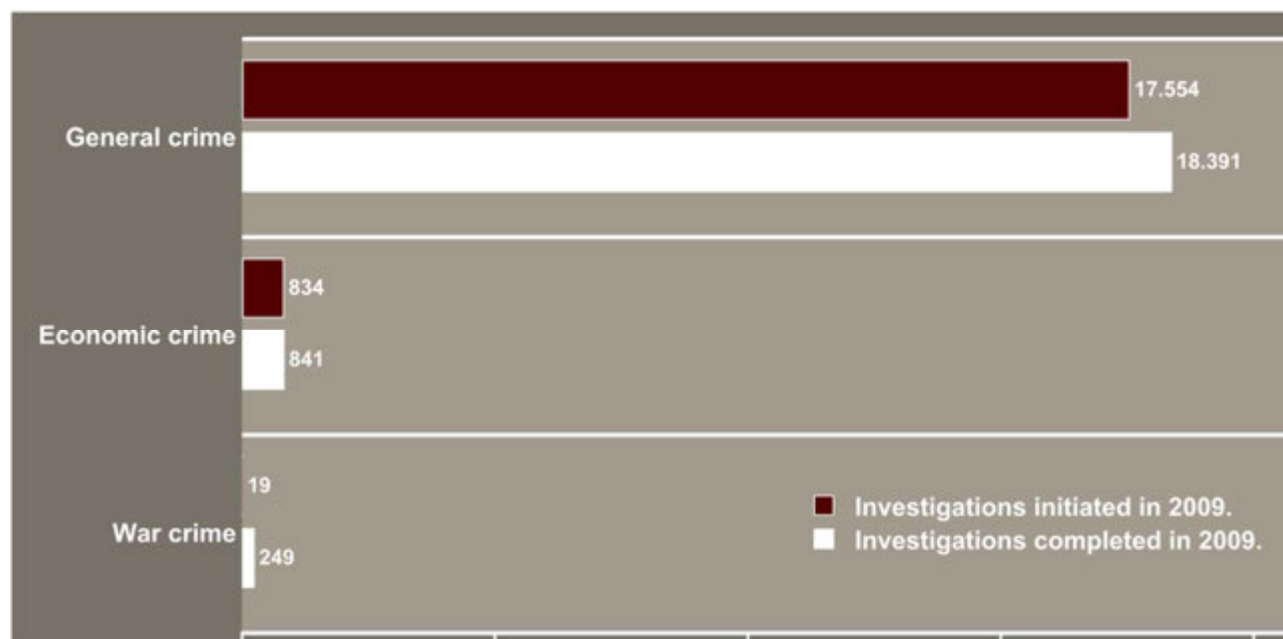 17.554
General crime
18.391
834
Economic crime
841
19
War crime
249
Investigations initiated in 2009.
Investigations completed in 2009.